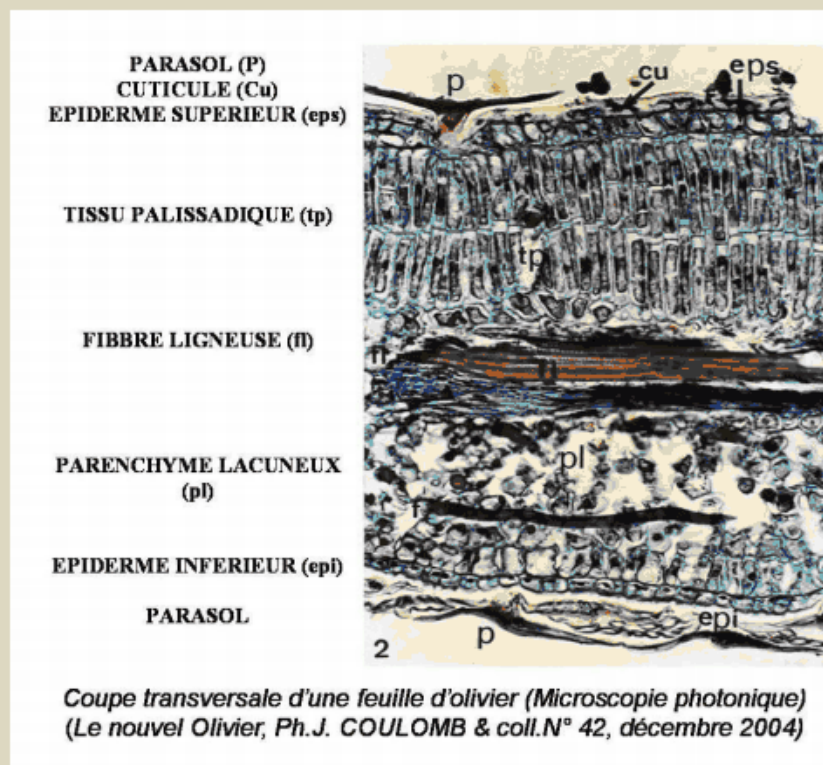 PARASOL (P)
CUTICULE (Cu)
EPIDERME SUPERIEUR (eps)
TISSU PALISSADIQUE (tp)
FIBBRE LIGNEUSE (fl)
PARENCHYME LACUNEUX
(pl)
EPIDERME INFERIEUR (epi)
PARASOL
p
cu
eps
tp
fl
fl
pl
f
epi
p
2
Coupe transversale d'une feuille d'olivier (Microscopie photonique)
(Le nouvel Olivier, Ph.J. COULOMB & coll.N° 42, décembre 2004)